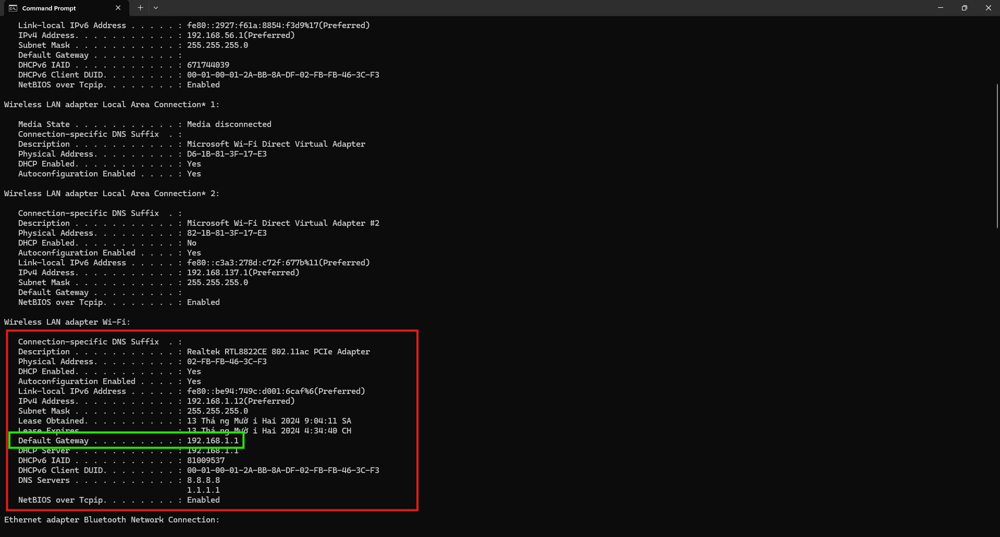 Command Prompt
Link-local IPv6 Address . . . . . : fe80::2927:f61a:8854:f3d9%17(Preferred)
IPv4 Address. . . . . . . . . . . : 192.168.56.1(Preferred)
Subnet Mask . . . . . . . . . . . : 255.255.255.0
Default Gateway . . . . . . . . . :
DHCPv6 IAID . . . . . . . . . . . : 671744039
DHCPv6 Client DUID. . . . . . . . : 00-01-00-01-2A-BB-8A-DF-02-FB-FB-46-3C-F3
NetBIOS over Tcpip. . . . . . . . : Enabled
Wireless LAN adapter Local Area Connection* 1:
Media State . . . . . . . . . . . : Media disconnected
Connection-specific DNS Suffix  . :
Description . . . . . . . . . . . : Microsoft Wi-Fi Direct Virtual Adapter
Physical Address. . . . . . . . . : D6-1B-81-3F-17-E3
DHCP Enabled. . . . . . . . . . . : Yes
Autoconfiguration Enabled . . . . : Yes
Wireless LAN adapter Local Area Connection* 2:
Connection-specific DNS Suffix  . :
Description . . . . . . . . . . . : Microsoft Wi-Fi Direct Virtual Adapter #2
Physical Address. . . . . . . . . : 82-1B-81-3F-17-E3
DHCP Enabled. . . . . . . . . . . : No
Autoconfiguration Enabled . . . . : Yes
Link-local IPv6 Address . . . . . : fe80::c3a3:278d:c72f:677b%11(Preferred)
IPv4 Address. . . . . . . . . . . : 192.168.137.1(Preferred)
Subnet Mask . . . . . . . . . . . : 255.255.255.0
Default Gateway . . . . . . . . . :
NetBIOS over Tcpip. . . . . . . . : Enabled
Wireless LAN adapter Wi-Fi:
Connection-specific DNS Suffix  . :
Description . . . . . . . . . . . : Realtek RTL8822CE 802.11ac PCIe Adapter
Physical Address. . . . . . . . . : 02-FB-FB-46-3C-F3
DHCP Enabled. . . . . . . . . . . : Yes
Autoconfiguration Enabled . . . . : Yes
Link-local IPv6 Address . . . . . : fe80::be94:749c:d001:6caf%6(Preferred)
IPv4 Address. . . . . . . . . . . : 192.168.1.12(Preferred)
Subnet Mask . . . . . . . . . . . : 255.255.255.0
Lease Obtained. . . . . . . . . . : 13 Thá ng Mườ i Hai 2024 9:04:11 SA
Lease Expires . . . . . . . . . . : 13 Thá ng Mườ i Hai 2024 4:34:40 CH
Default Gateway . . . . . . . . . : 192.168.1.1
DHCP Server . . . . . . . . . . . : 192.168.1.1
DHCPv6 IAID . . . . . . . . . . . : 81009537
DHCPv6 Client DUID. . . . . . . . : 00-01-00-01-2A-BB-8A-DF-02-FB-FB-46-3C-F3
DNS Servers . . . . . . . . . . . : 8.8.8.8
1.1.1.1
NetBIOS over Tcpip. . . . . . . . : Enabled
Ethernet adapter Bluetooth Network Connection: